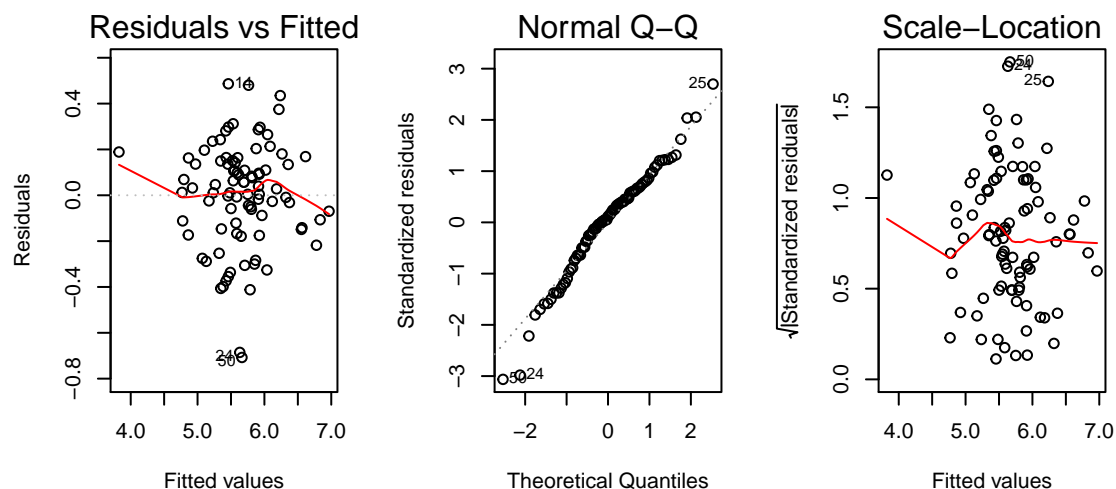 Residuals vs Fitted
Residuals
0.4
0.0
−0.4
−0.8
14
24
50
4.0 5.0 6.0 7.0
Fitted values
Normal Q−Q
Standardized residuals
3
2
1
0
−1
−2
−3
25
50
24
−2 0 1 2
Theoretical Quantiles
Scale−Location
√|Standardized residuals|
1.5
1.0
0.5
0.0
50
24
25
4.0 5.0 6.0 7.0
Fitted values